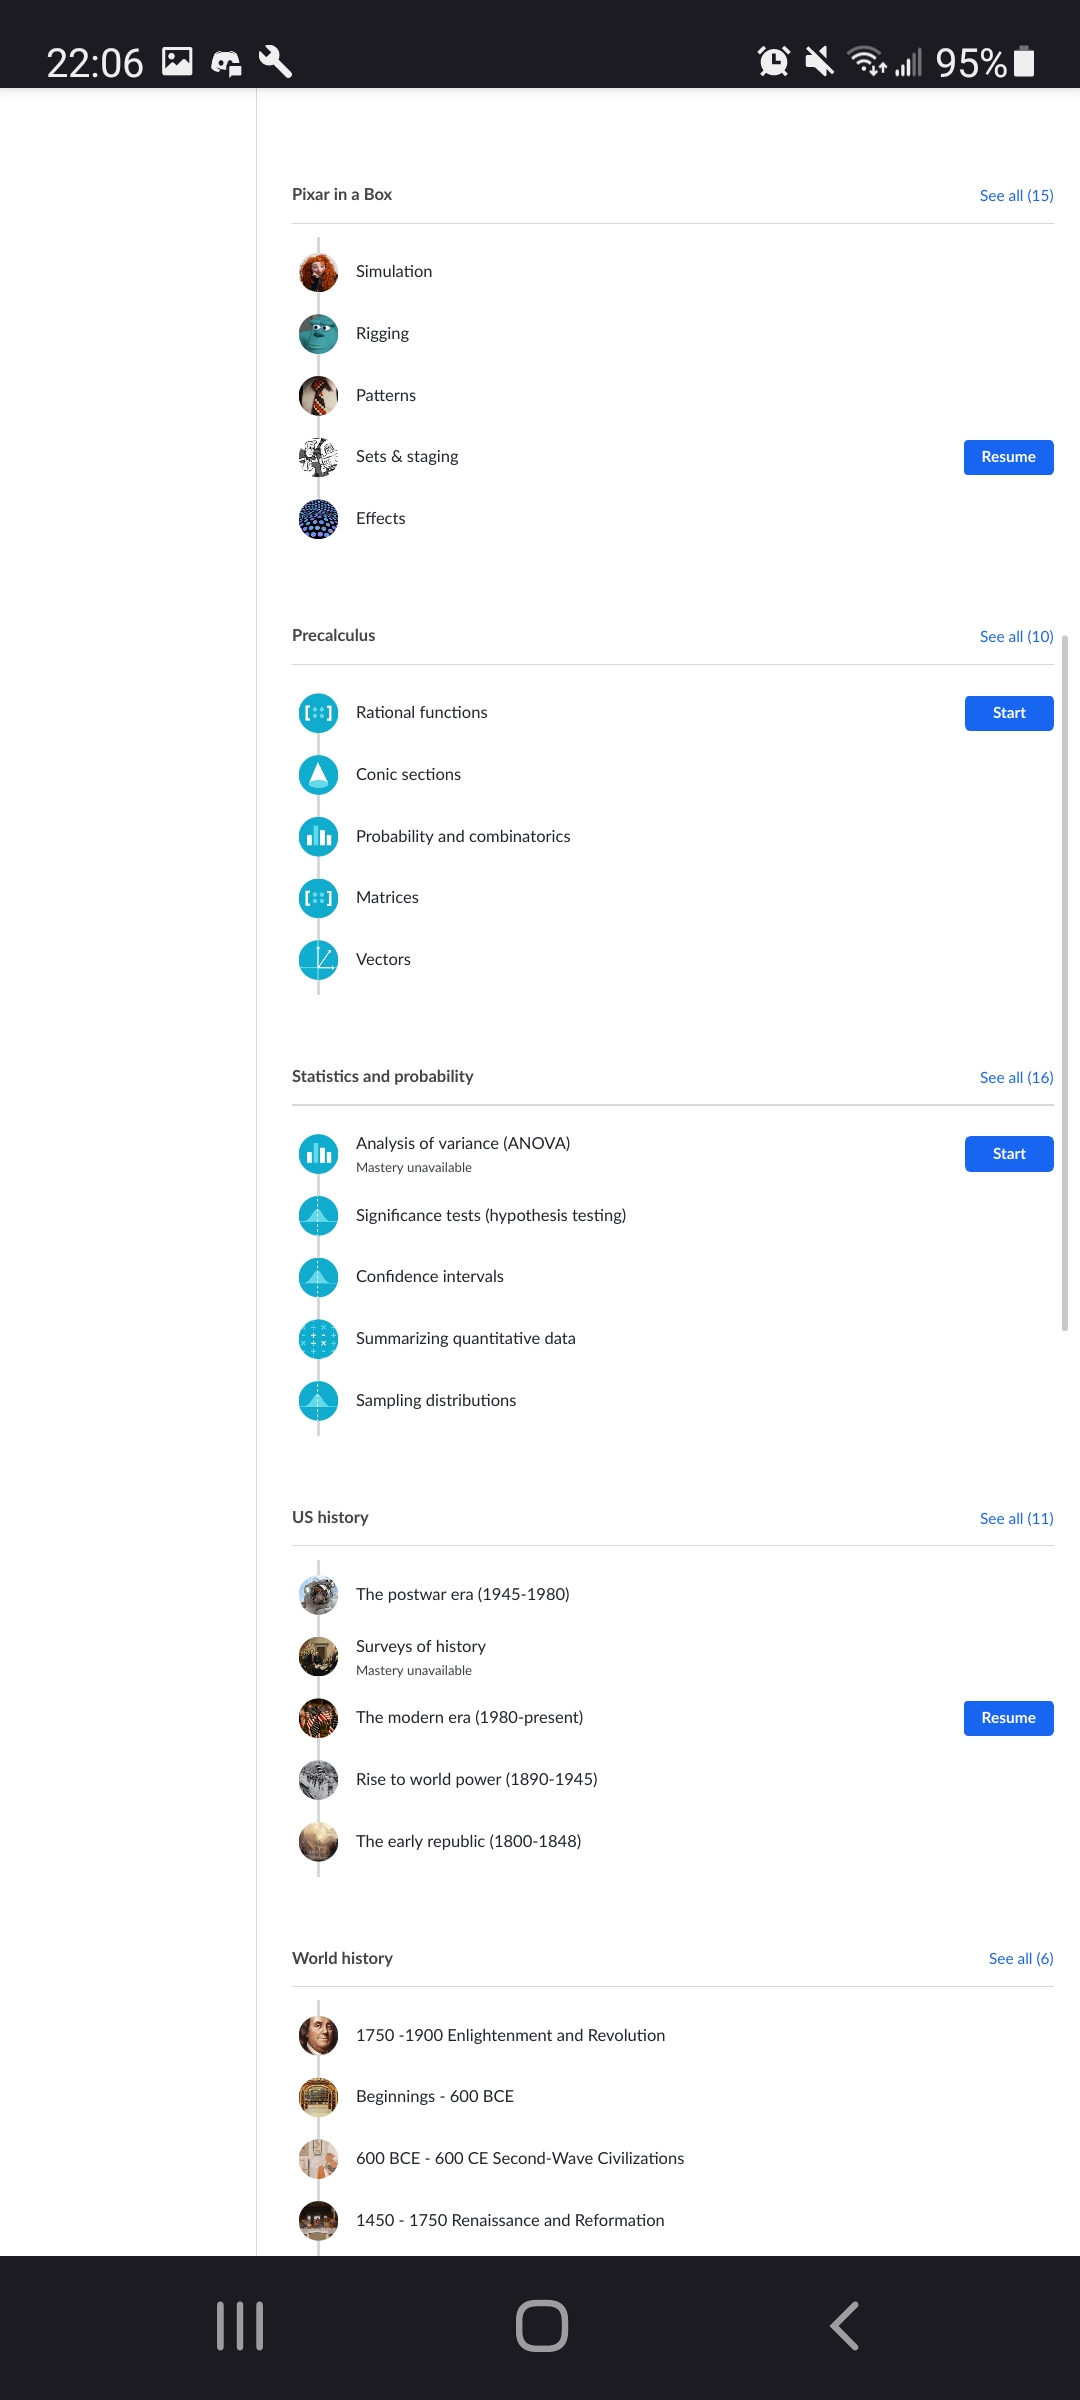 22:06
95%
Pixar in a Box
See all (15)
Simulation
Rigging
Patterns
Sets & staging
Resume
Effects
Precalculus
See all (10)
Rational functions
Start
Conic sections
Probability and combinatorics
Matrices
Vectors
Statistics and probability
See all (16)
Analysis of variance (ANOVA)
Mastery unavailable
Start
Significance tests (hypothesis testing)
Confidence intervals
Summarizing quantitative data
Sampling distributions
US history
See all (11)
The postwar era (1945-1980)
Surveys of history
Mastery unavailable
The modern era (1980-present)
Resume
Rise to world power (1890-1945)
The early republic (1800-1848)
World history
See all (6)
1750 -1900 Enlightenment and Revolution
Beginnings - 600 BCE
600 BCE - 600 CE Second-Wave Civilizations
1450 - 1750 Renaissance and Reformation